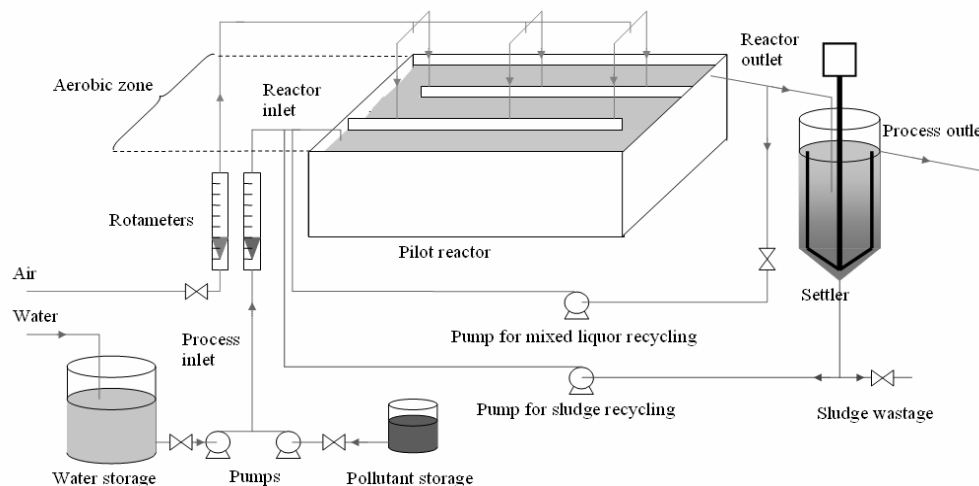 Reactor
outlet
Aerobic zone
Reactor
inlet
Process outlet
Rotameters
Pilot reactor
Air
Settler
Water
Process
inlet
Pump for mixed liquor recycling
Pump for sludge recycling
Sludge wastage
Water storage
Pumps
Pollutant storage